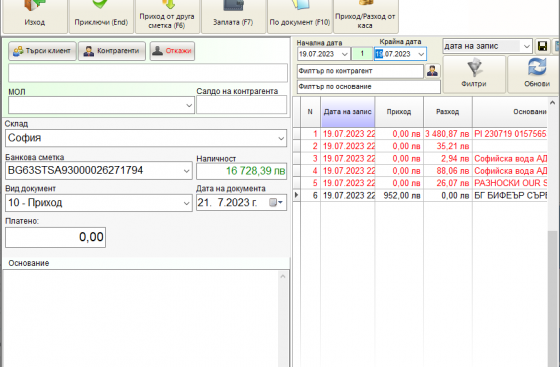 Изход
Приключи (End)
Приход от друга сметка (F6)
Заплата (F7)
По документ (F10)
Приход/Разход от каса
Търси клиент
Контрагенти
Откажи
МОЛ
Салдо на контрагента
Склад
София
Банкова сметка
Наличност
BG63STSA93000026271794
16 728,39 лв
Вид документ
Дата на документа
10 - Приход
21. 7.2023 г.
Платено:
0,00
Основание
Начална дата
Крайна дата
19.07.2023
1
19.07.2023
дата на запис
Филтър по контрагент
Филтър по основание
Филтри
Обнови
N Дата на запис Приход Разход Основани
1 19.07.2023 22 0,00 лв 3 480,87 лв PI 230719 0157565
2 19.07.2023 22 0,00 лв 35,21 лв
3 19.07.2023 22 0,00 лв 2,94 лв Софийска вода АД
4 19.07.2023 22 0,00 лв 88,06 лв Софийска вода АД
5 19.07.2023 22 0,00 лв 26,07 лв РАЗНОСКИ OUR S
6 19.07.2023 22 952,00 лв 0,00 лв БГ БИФЕЪР СЪРЕ